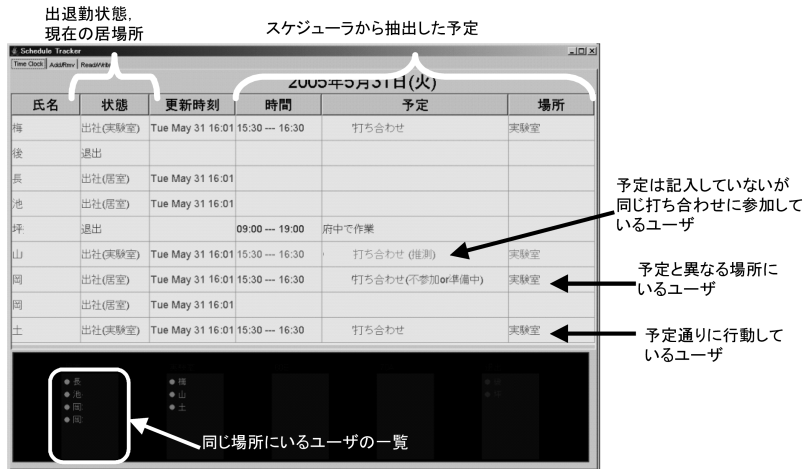 出退勤状態,
現在の居場所
スケジューラから抽出した予定
Schedule Tracker
Time Clock Add/Rmv Read/Write
2005年5月31日(火)
氏名 状態 更新時刻 時間 予定 場所
梅 出社(実験室) Tue May 31 16:01 15:30 --- 16:30 打ち合わせ 実験室
後 退出
長 出社(居室) Tue May 31 16:01
池 出社(居室) Tue May 31 16:01
坪 退出 09:00 --- 19:00 府中で作業
山 出社(実験室) Tue May 31 16:01 15:30 --- 16:30 打ち合わせ (推測) 実験室
岡 出社(居室) Tue May 31 16:01 15:30 --- 16:30 打ち合わせ(不参加or準備中) 実験室
岡 出社(居室) Tue May 31 16:01
土 出社(実験室) Tue May 31 16:01 15:30 --- 16:30 打ち合わせ 実験室
予定は記入していないが
同じ打ち合わせに参加して
いるユーザ
予定と異なる場所に
いるユーザ
予定通りに行動して
いるユーザ
長
池
岡
岡
梅
山
土
同じ場所にいるユーザの一覧